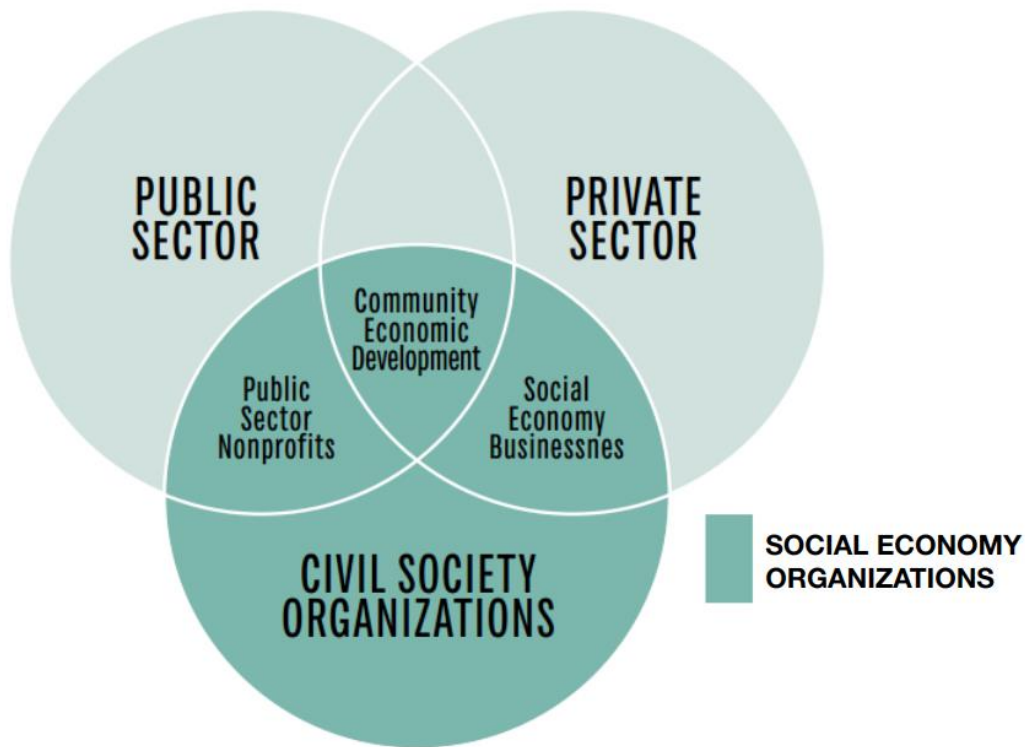 PUBLIC
SECTOR
PRIVATE
SECTOR
Community
Economic
Development
Public
Sector
Nonprofits
Social
Economy
Businessnes
CIVIL SOCIETY
ORGANIZATIONS
SOCIAL ECONOMY
ORGANIZATIONS